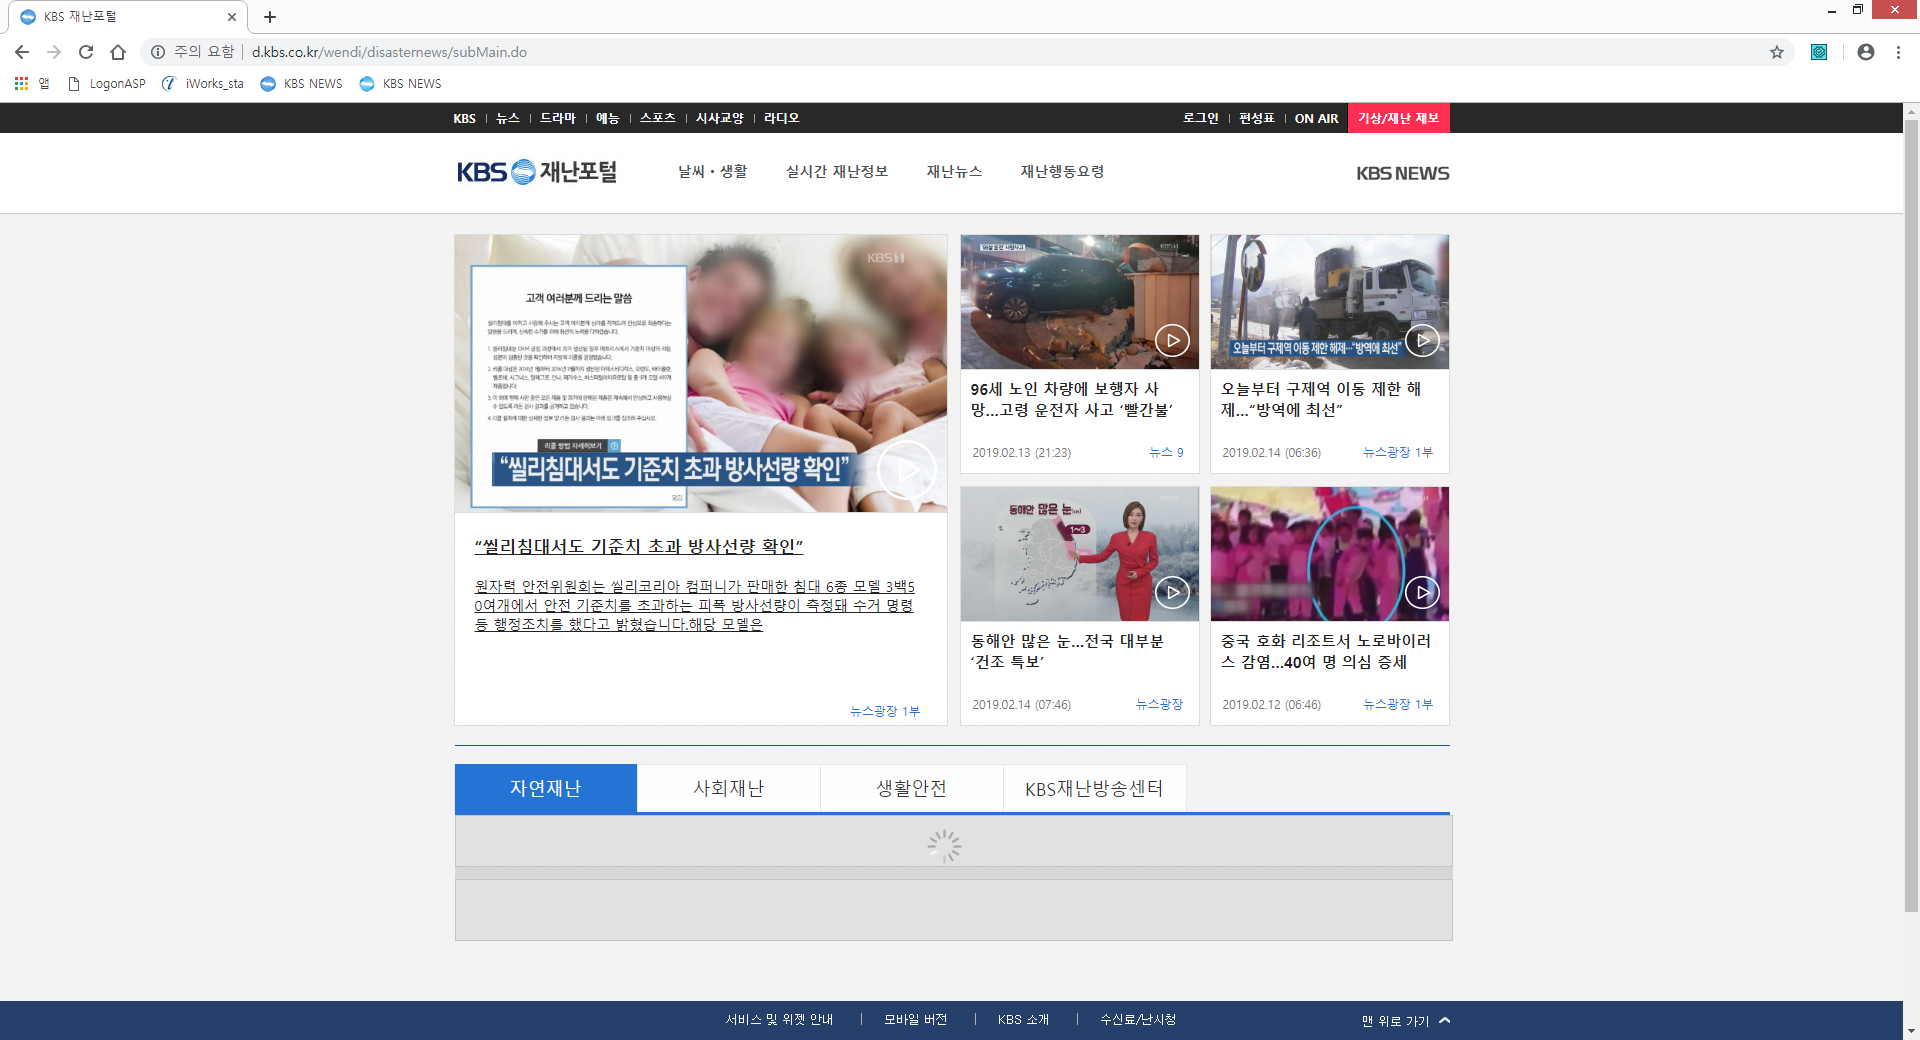 KBS 재난포털
주의 요함
d.kbs.co.kr/wendi/disasternews/subMain.do
앱
LogonASP
iWorks_sta
KBS NEWS
KBS NEWS
KBS
뉴스
드라마
예능
스포츠
시사교양
라디오
로그인
편성표
ON AIR
기상/재난 제보
KBS 재난포털
날씨 · 생활
실시간 재난정보
재난뉴스
재난행동요령
KBS NEWS
KBS 1
고객 여러분께 드리는 말씀
리콜 방법 자세히보기
“씰리침대서도 기준치 초과 방사선량 확인”
“씰리침대서도 기준치 초과 방사선량 확인”
원자력 안전위원회는 씰리코리아 컴퍼니가 판매한 침대 6종 모델 3백5
0여개에서 안전 기준치를 초과하는 피폭 방사선량이 측정돼 수거 명령
등 행정조치를 했다고 밝혔습니다.해당 모델은
뉴스광장 1부
96세 노인 차량에 보행자 사
망...고령 운전자 사고 ‘빨간불’
2019.02.13 (21:23)
뉴스 9
오늘부터 구제역 이동 제한 해제…“방역에 최선”
오늘부터 구제역 이동 제한 해
제...“방역에 최선”
2019.02.14 (06:36)
뉴스광장 1부
동해안 많은 눈(cm)
1~3
동해안 많은 눈...전국 대부분
‘건조 특보’
2019.02.14 (07:46)
뉴스광장
중국 호화 리조트서 노로바이러
스 감염...40여 명 의심 증세
2019.02.12 (06:46)
뉴스광장 1부
자연재난
사회재난
생활안전
KBS재난방송센터
서비스 및 위젯 안내
모바일 버전
KBS 소개
수신료/난시청
맨 위로 가기